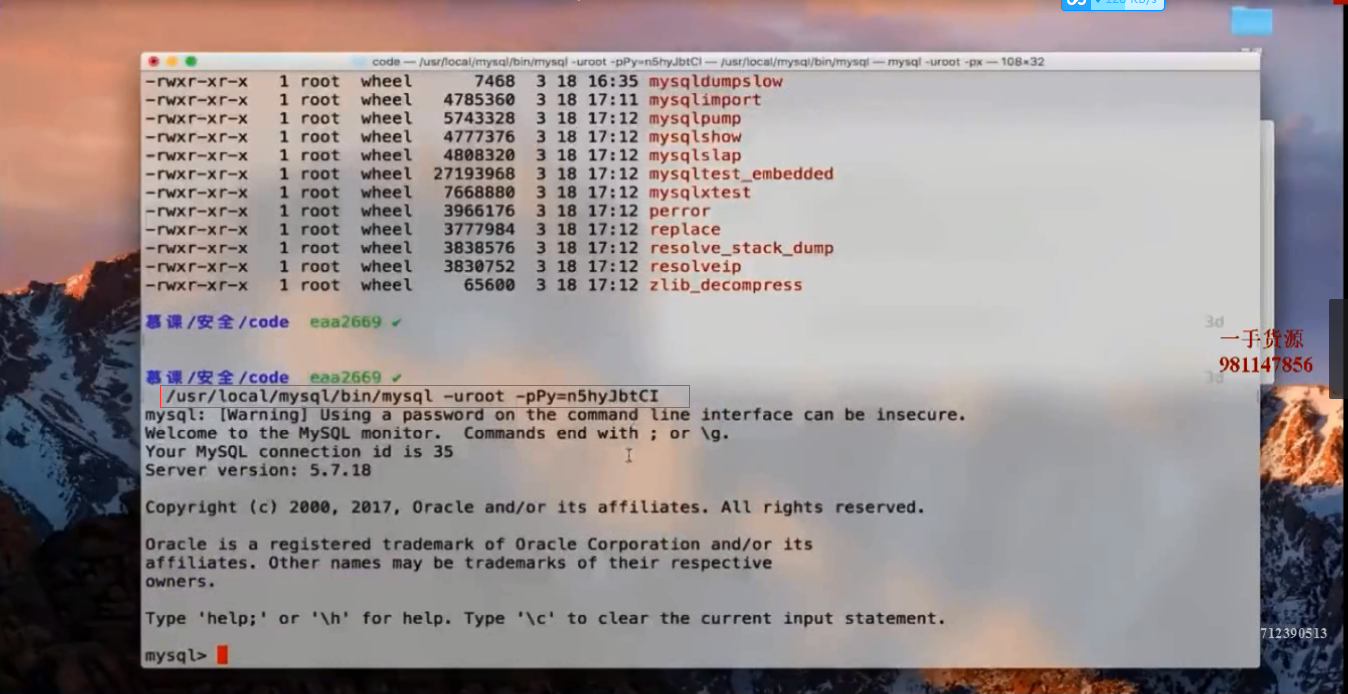 code — /usr/local/mysql/bin/mysql -uroot -pPy=n5hyJbtCI — /usr/local/mysql/bin/mysql — mysql -uroot -px — 108×32
-rwxr-xr-x 1 root wheel 7468 3 18 16:35 mysqldumpslow
-rwxr-xr-x 1 root wheel 4785360 3 18 17:11 mysqlimport
-rwxr-xr-x 1 root wheel 5743328 3 18 17:12 mysqlpump
-rwxr-xr-x 1 root wheel 4777376 3 18 17:12 mysqlshow
-rwxr-xr-x 1 root wheel 4808320 3 18 17:12 mysqlslap
-rwxr-xr-x 1 root wheel 27193968 3 18 17:12 mysqltest_embedded
-rwxr-xr-x 1 root wheel 7668880 3 18 17:12 mysqlxtest
-rwxr-xr-x 1 root wheel 3966176 3 18 17:12 perror
-rwxr-xr-x 1 root wheel 3777984 3 18 17:12 replace
-rwxr-xr-x 1 root wheel 3838576 3 18 17:12 resolve_stack_dump
-rwxr-xr-x 1 root wheel 3830752 3 18 17:12 resolveip
-rwxr-xr-x 1 root wheel 65600 3 18 17:12 zlib_decompress
慕课/安全/code eaa2669 ✔ 3d
一手货源
981147856
慕课/安全/code eaa2669 ✔ 3d
/usr/local/mysql/bin/mysql -uroot -pPy=n5hyJbtCI
mysql: [Warning] Using a password on the command line interface can be insecure.
Welcome to the MySQL monitor. Commands end with ; or \g.
Your MySQL connection id is 35
Server version: 5.7.18
Copyright (c) 2000, 2017, Oracle and/or its affiliates. All rights reserved.
Oracle is a registered trademark of Oracle Corporation and/or its
affiliates. Other names may be trademarks of their respective
owners.
Type 'help;' or '\h' for help. Type '\c' to clear the current input statement.
712390513
mysql>